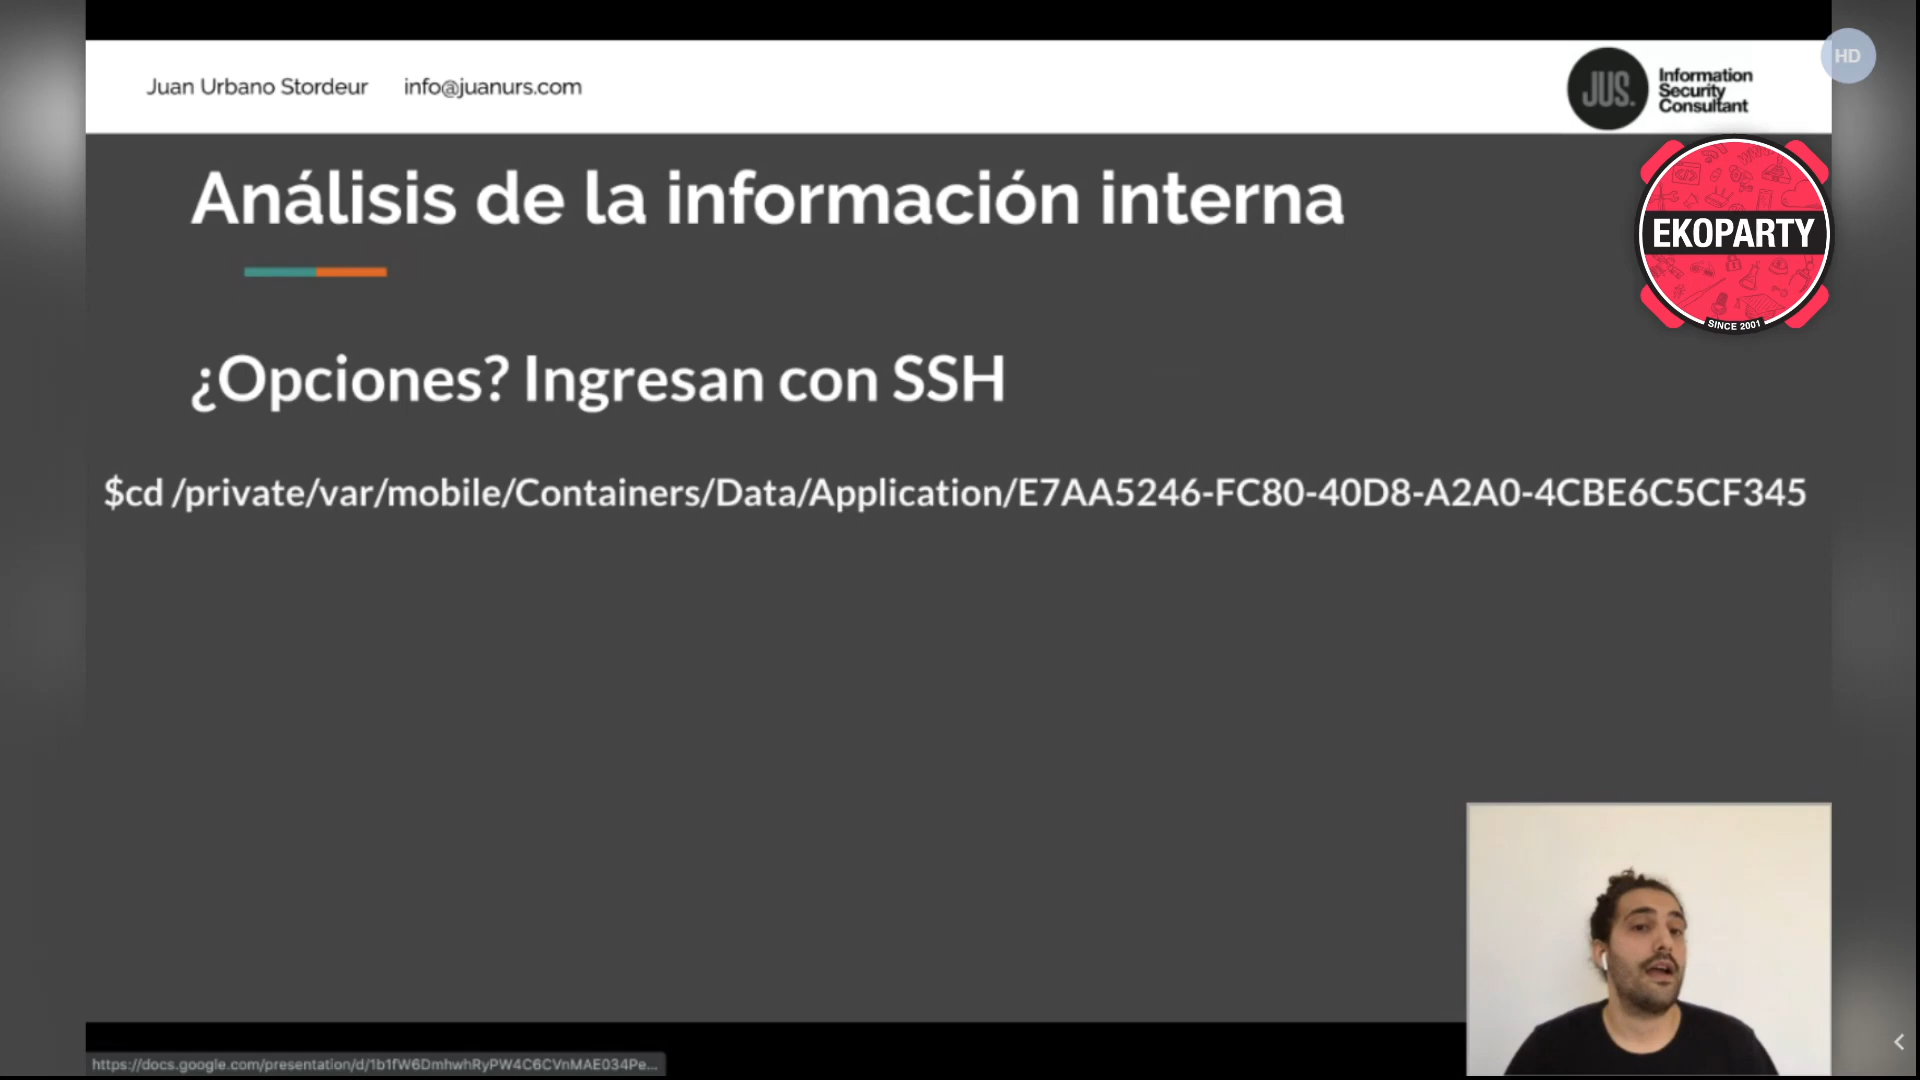 HD
Juan Urbano Stordeur info@juanurs.com
JUS.
Information
Security
Consultant
Análisis de la información interna
EKOPARTY
SINCE 2001
¿Opciones? Ingresan con SSH
$cd /private/var/mobile/Containers/Data/Application/E7AA5246-FC80-40D8-A2A0-4CBE6C5CF345
https://docs.google.com/presentation/d/1b1fW6DmhwhRyPW4C6CVnMAE034Pe...